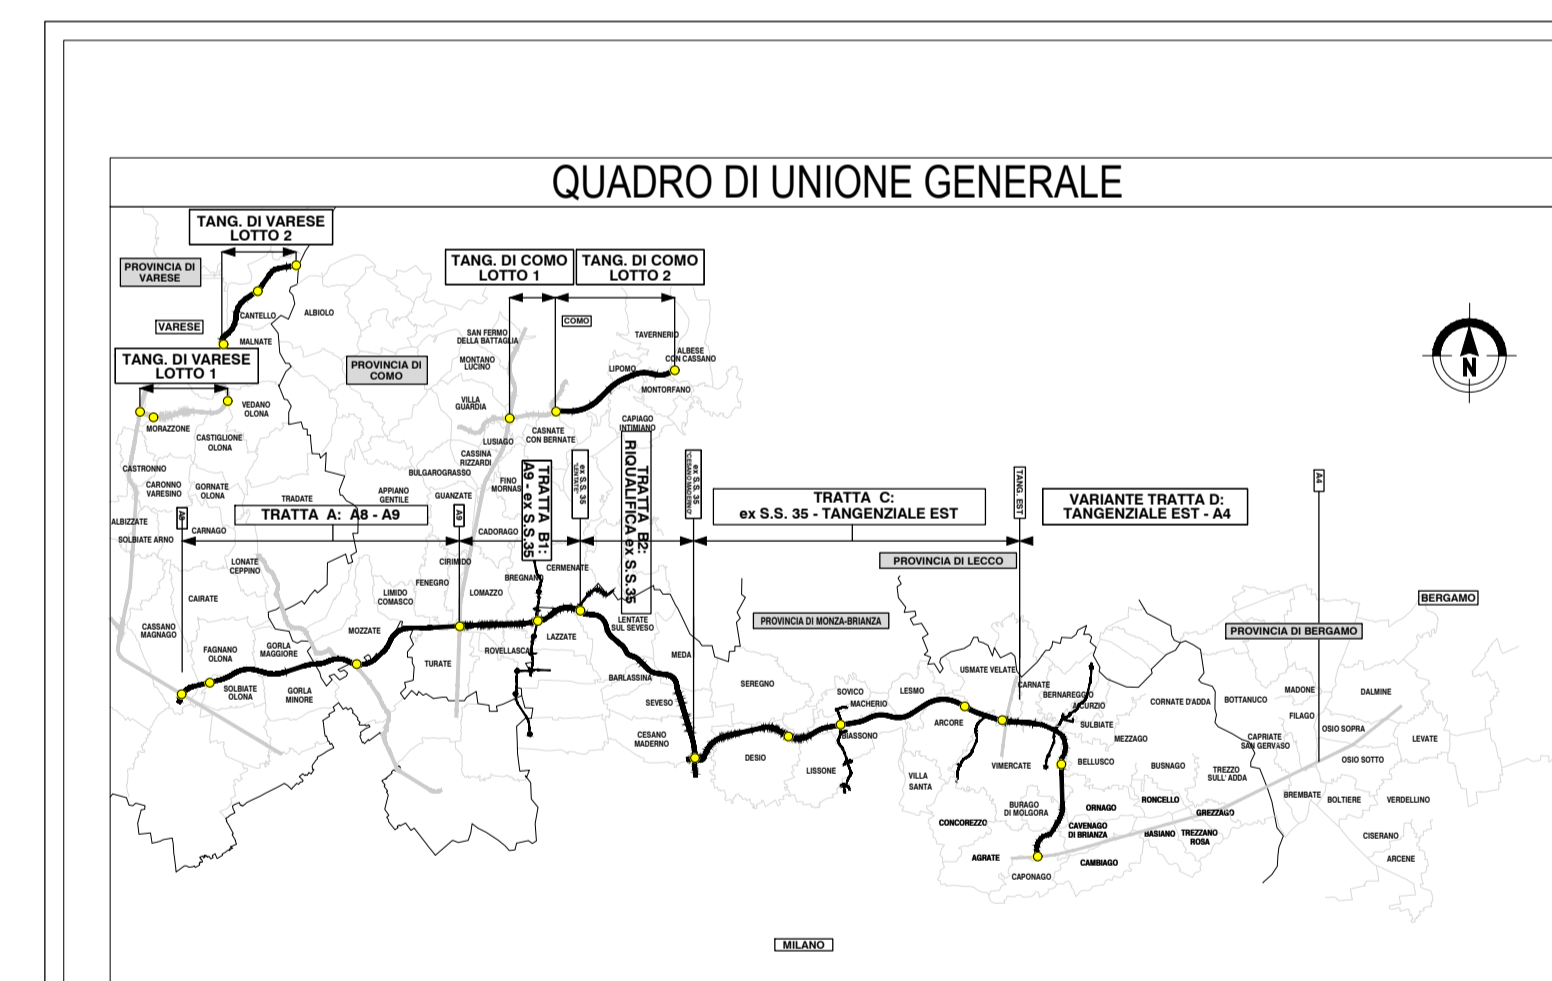 QUADRO DI UNIONE GENERALE
TANG. DI VARESE
LOTTO 2
PROVINCIA DI
VARESE
TANG. DI COMO
LOTTO 1
TANG. DI COMO
LOTTO 2
CANTELLO
ALBIOLO
VARESE
MALNATE
COMO
SAN FERMO
DELLA BATTAGLIA
TAVERNERIO
ALBESE
CON CASSANO
TANG. DI VARESE
LOTTO 1
PROVINCIA DI
COMO
MONTANO
LUCINO
LIPOMO
MONTORFANO
N
VEDANO
OLONA
VILLA
GUARDIA
MORAZZONE
CASTIGLIONE
OLONA
LUSIAGO
CASNATE
CON BERNATE
CAPIAGO
INTIMIANO
CASTRONNO
CASSINA
RIZZARDI
BULGAROGRASSO
CARONNO
VARESINO
GORNATE
OLONA
TRADATE
APPIANO
GENTILE
GUANZATE
FINO
MORNAS
TRATTA B1:
A9 - ex S.S.35
ex S.S. 35
"LENTATE"
TRATTA B2:
RIQUALIFICA ex S.S.35
ex S.S. 35
"CESANO MADERNO"
TRATTA C:
ex S.S. 35 - TANGENZIALE EST
TANG. EST
VARIANTE TRATTA D:
TANGENZIALE EST - A4
A4
ALBIZZATE
A8
TRATTA A: A8 - A9
A9
SOLBIATE ARNO
CARNAGO
CADORAGO
LONATE
CEPPINO
CIRIMIDO
FENEGRO
BREGNANO
CERMENATE
PROVINCIA DI LECCO
CAIRATE
LIMIDO
COMASCO
LOMAZZO
BERGAMO
CASSANO
MAGNAGO
MOZZATE
LAZZATE
LENTATE
SUL SEVESO
PROVINCIA DI MONZA-BRIANZA
PROVINCIA DI BERGAMO
FAGNANO
OLONA
GORLA
MAGGIORE
TURATE
ROVELLASCA
MEDA
BARLASSINA
SOLBIATE
OLONA
GORLA
MINORE
SEVESO
SEREGNO
SOVICO
MACHERIO
LESMO
USMATE VELATE
CARNATE
BERNAREGGIO
AICURZIO
CORNATE D'ADDA
BOTTANUCO
MADONE
DALMINE
CESANO
MADERNO
BIASSONO
ARCORE
SULBIATE
MEZZAGO
FILAGO
OSIO SOPRA
CAPRIATE
SAN GERVASO
LEVATE
DESIO
LISSONE
VILLA
SANTA
VIMERCATE
BELLUSCO
BUSNAGO
TREZZO
SULL' ADDA
OSIO SOTTO
BURAGO
DI MOLGORA
ORNAGO
RONCELLO
GREZZAGO
BREMBATE
BOLTIERE
VERDELLINO
CONCOREZZO
CAVENAGO
DI BRIANZA
BASIANO
TREZZANO
ROSA
CISERANO
AGRATE
CAMBIAGO
ARCENE
CAPONAGO
MILANO